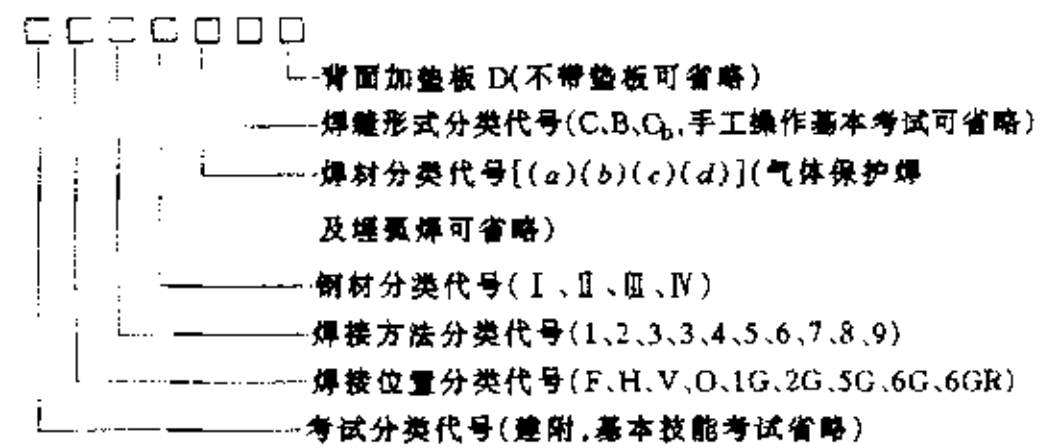 背面加垫板 D(不带垫板可省略)
焊缝形式分类代号(C、B、Cb,手工操作基本考试可省略)
焊材分类代号[(a)(b)(c)(d)](气体保护焊
及埋弧焊可省略)
钢材分类代号(Ⅰ、Ⅱ、Ⅲ、Ⅳ)
焊接方法分类代号(1、2、3、3、4、5、6、7、8、9)
焊接位置分类代号(F、H、V、O、1G、2G、5G、6G、6GR)
考试分类代号(建附,基本技能考试省略)